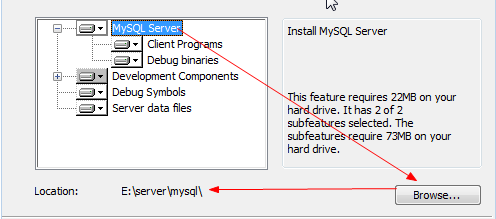 MySQL Server
Client Programs
Debug binaries
Development Components
Debug Symbols
Server data files
Install MySQL Server
This feature requires 22MB on your
hard drive. It has 2 of 2
subfeatures selected. The
subfeatures require 73MB on your
hard drive.
Location: E:\server\mysql\
Browse...